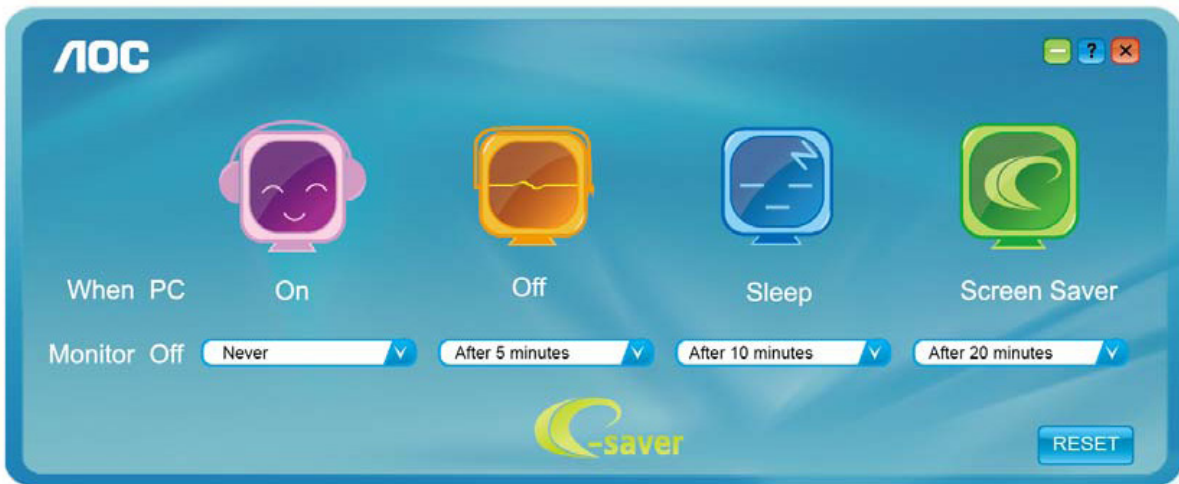 AOC
?
When PC On Off Sleep Screen Saver
Monitor Off Never After 5 minutes After 10 minutes After 20 minutes
e-saver
RESET